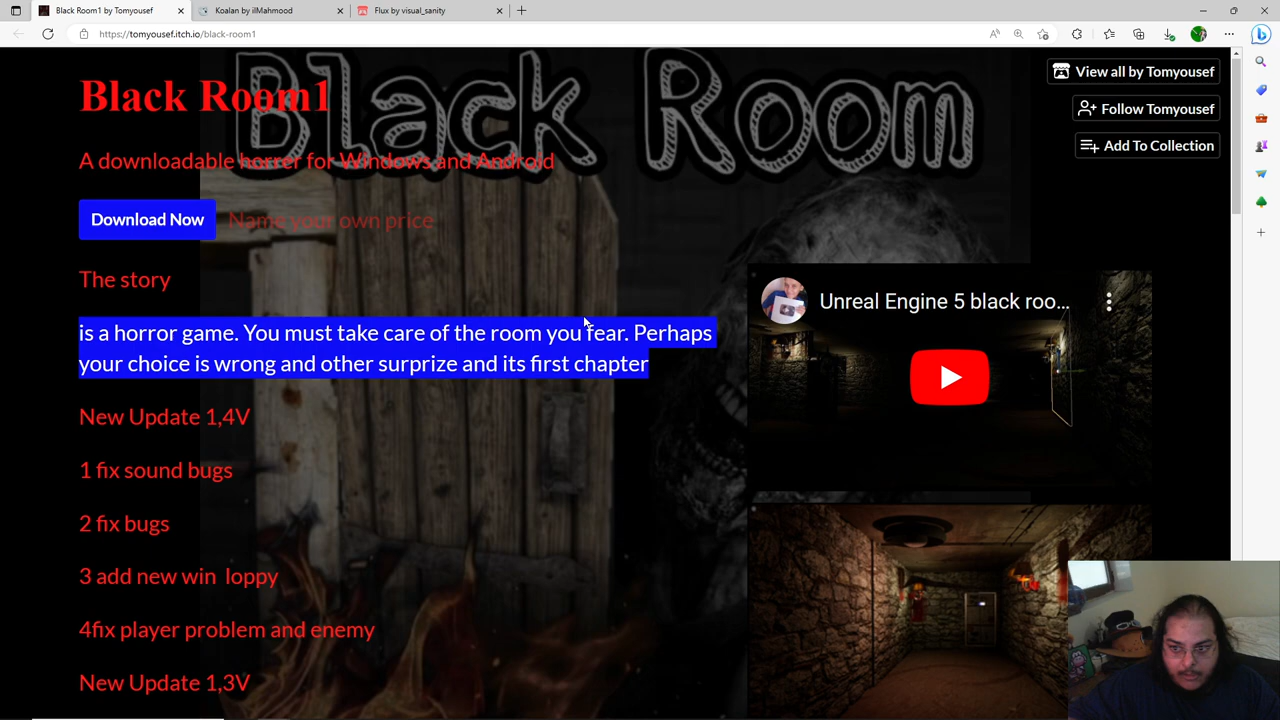 Black Room1 by Tomyousef
Koalan by illMahmood
Flux by visual_sanity
https://tomyousef.itch.io/black-room1
Black Room
Black Room1
View all by Tomyousef
Follow Tomyousef
Add To Collection
A downloadable horrer for Windows and Android
Download Now
Name your own price
The story
is a horror game. You must take care of the room you fear. Perhaps
your choice is wrong and other surprize and its first chapter
Unreal Engine 5 black roo...
New Update 1,4V
1 fix sound bugs
2 fix bugs
3 add new win  loppy
4fix player problem and enemy
New Update 1,3V